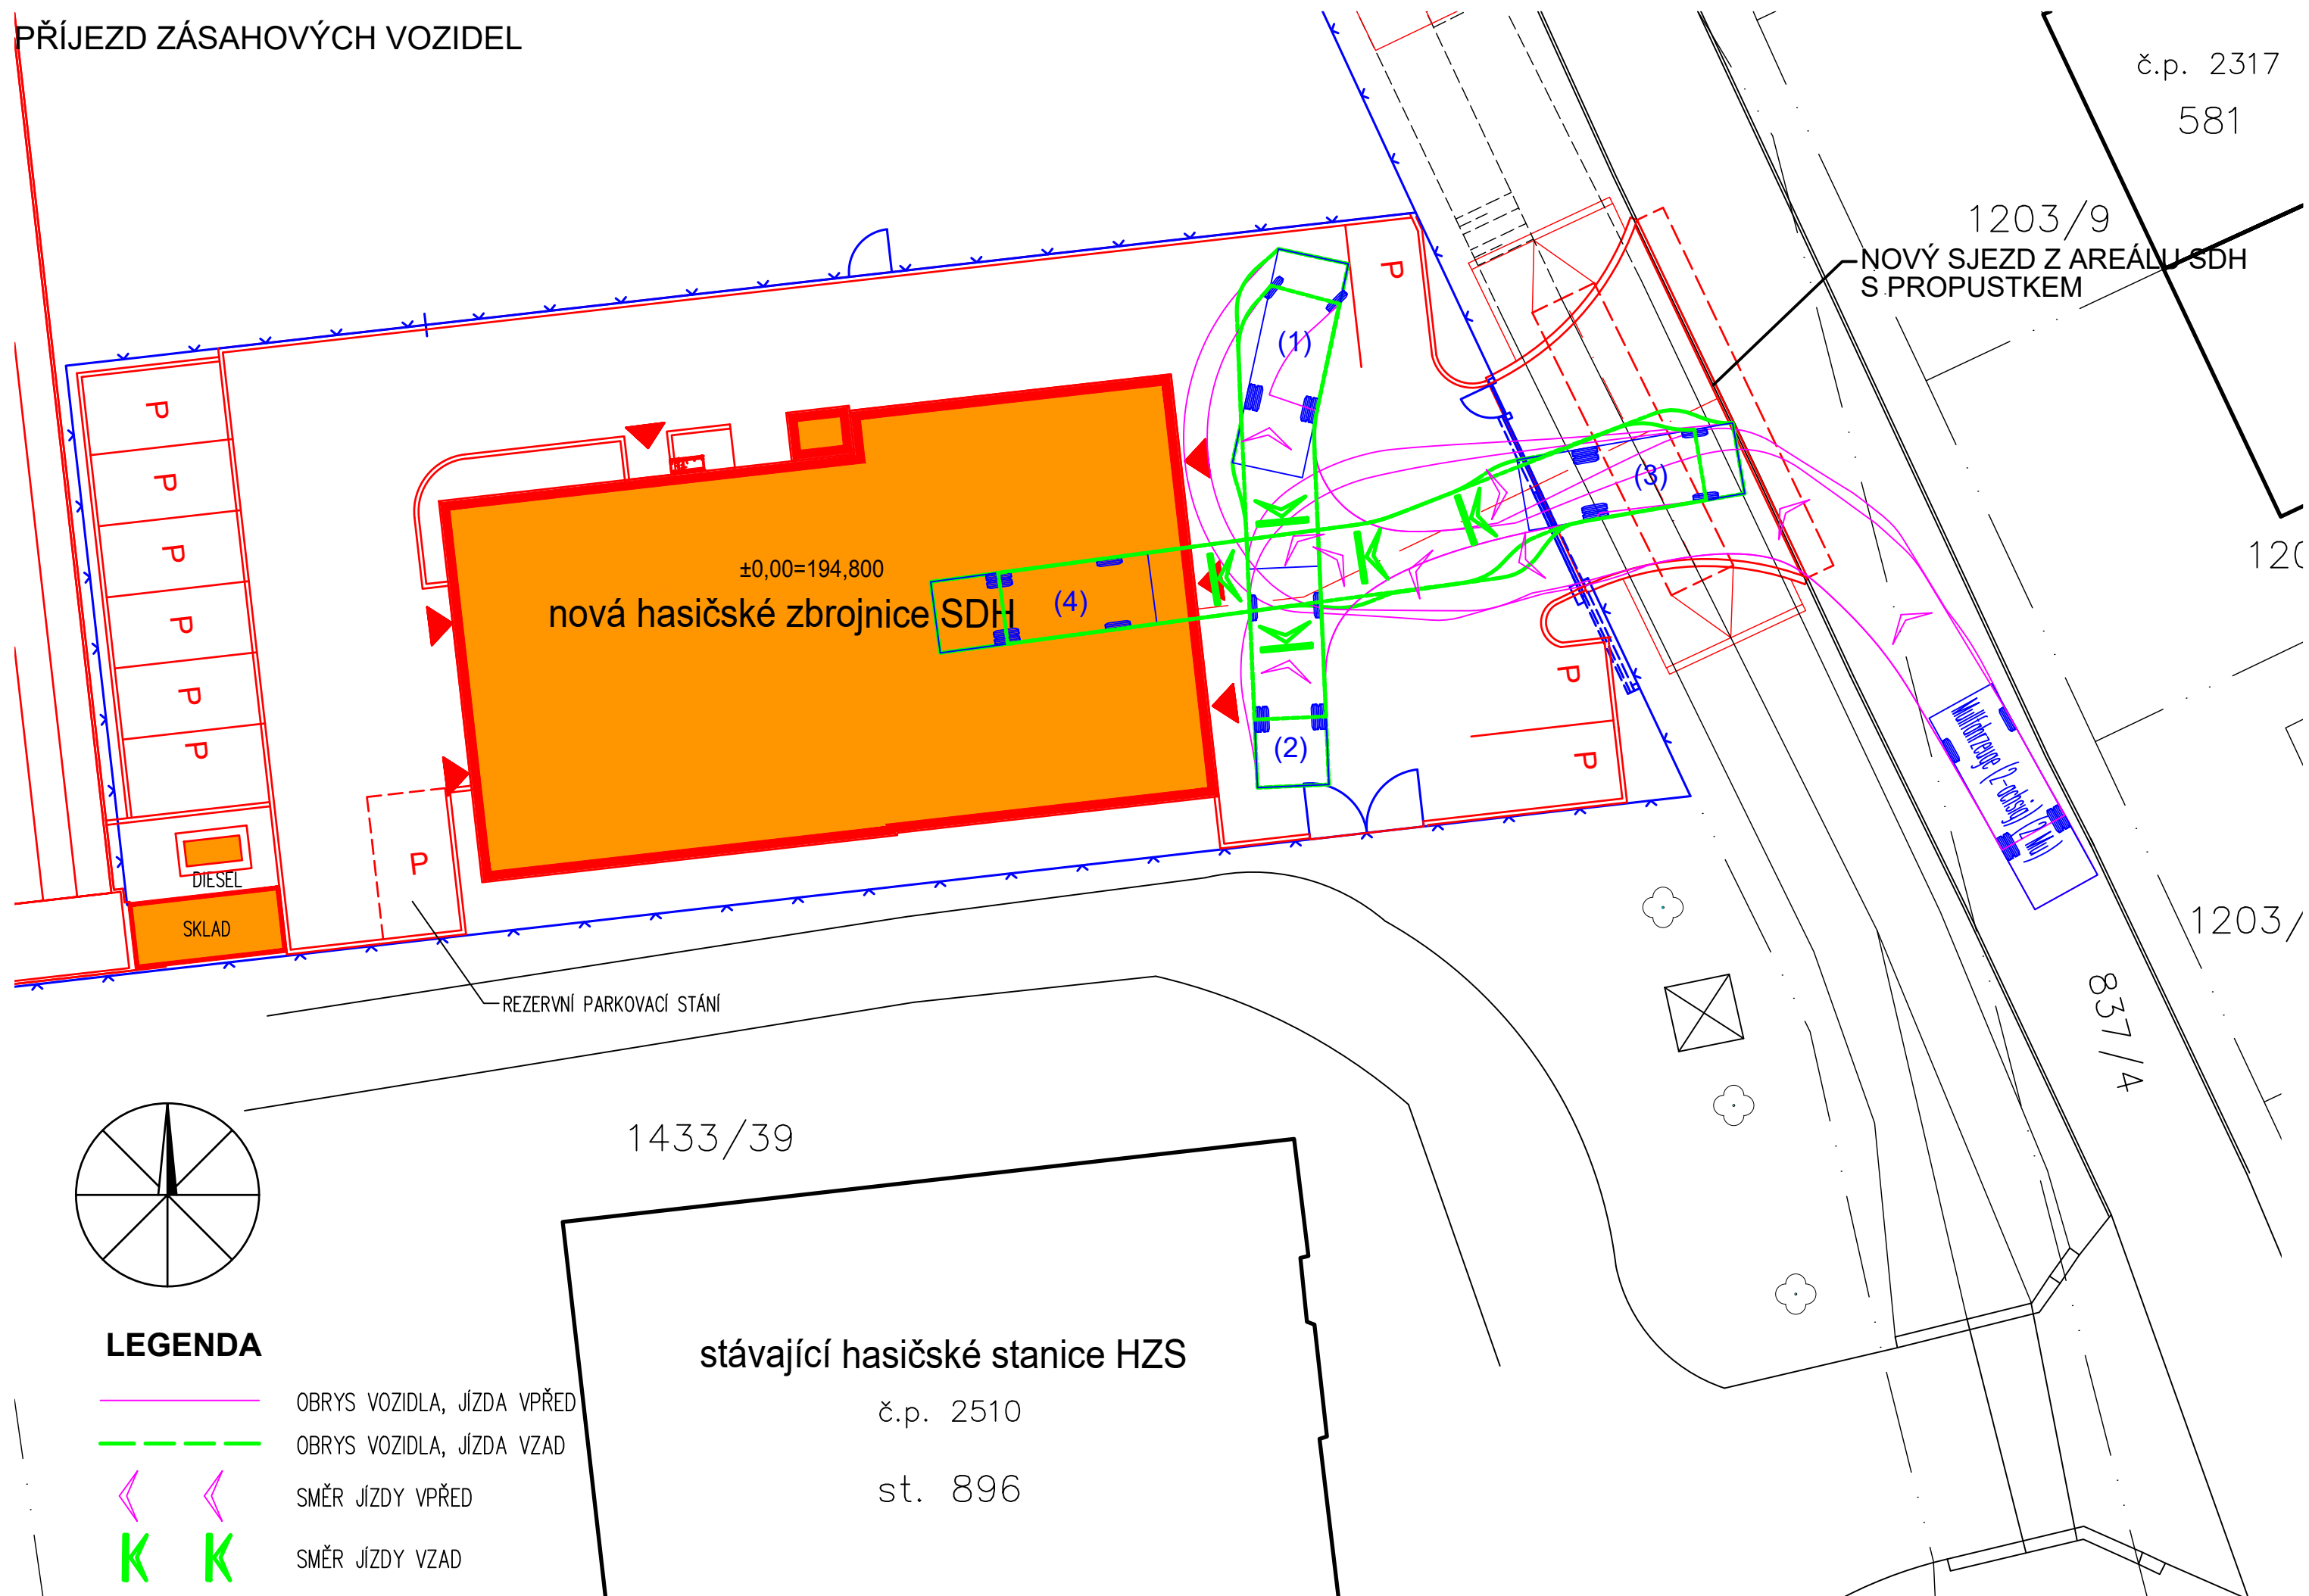 PŘÍJEZD ZÁSAHOVÝCH VOZIDEL
č.p. 2317
581
1203/9
NOVÝ SJEZD Z AREÁLU SDH
S PROPUSTKEM
120
P
(1)
P
P
P
P
P
P
(3)
±0,00=194,800
nová hasičské zbrojnice SDH
(4)
P
P
(2)
P
DIESEL
SKLAD
REZERVNÍ PARKOVACÍ STÁNÍ
1203/
837/4
1433/39
stávající hasičské stanice HZS
č.p. 2510
st. 896
LEGENDA
OBRYS VOZIDLA, JÍZDA VPŘED
OBRYS VOZIDLA, JÍZDA VZAD
SMĚR JÍZDY VPŘED
SMĚR JÍZDY VZAD